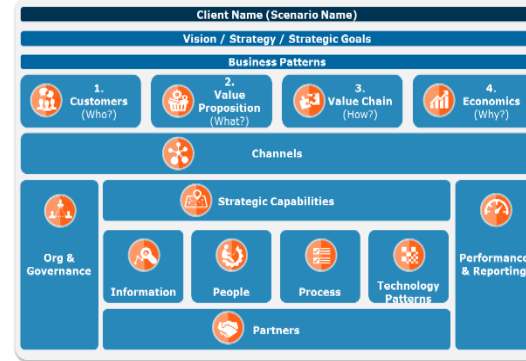 Client Name (Scenario Name)
Vision / Strategy / Strategic Goals
Business Patterns
1.
Customers
(Who?)
2.
Value
Proposition
(What?)
3.
Value Chain
(How?)
4.
Economics
(Why?)
Channels
Org &
Governance
Strategic Capabilities
Information
People
Process
Technology
Patterns
Partners
Performance
& Reporting